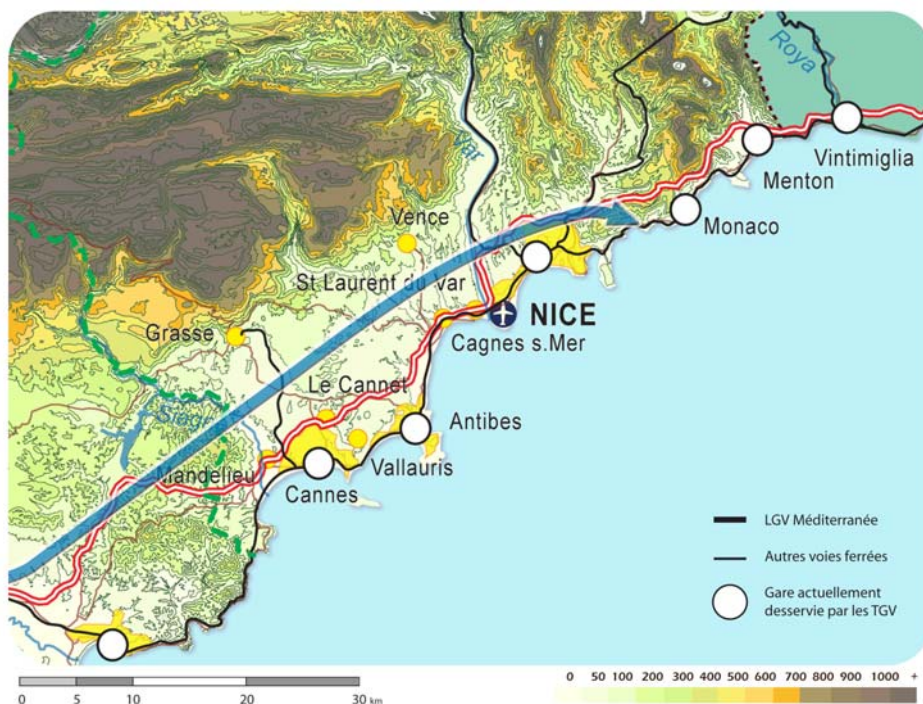 Roya
Var
Vintimiglia
Menton
Monaco
Vence
St Laurent du Var
NICE
Grasse
Cagnes s.Mer
Le Cannet
Antibes
Siagne
Mandelieu
Vallauris
Cannes
LGV Méditerranée
Autres voies ferrées
Gare actuellement
desservie par les TGV
0 50 100 200 300 400 500 600 700 800 900 1000 +
0 5 10 20 30 km